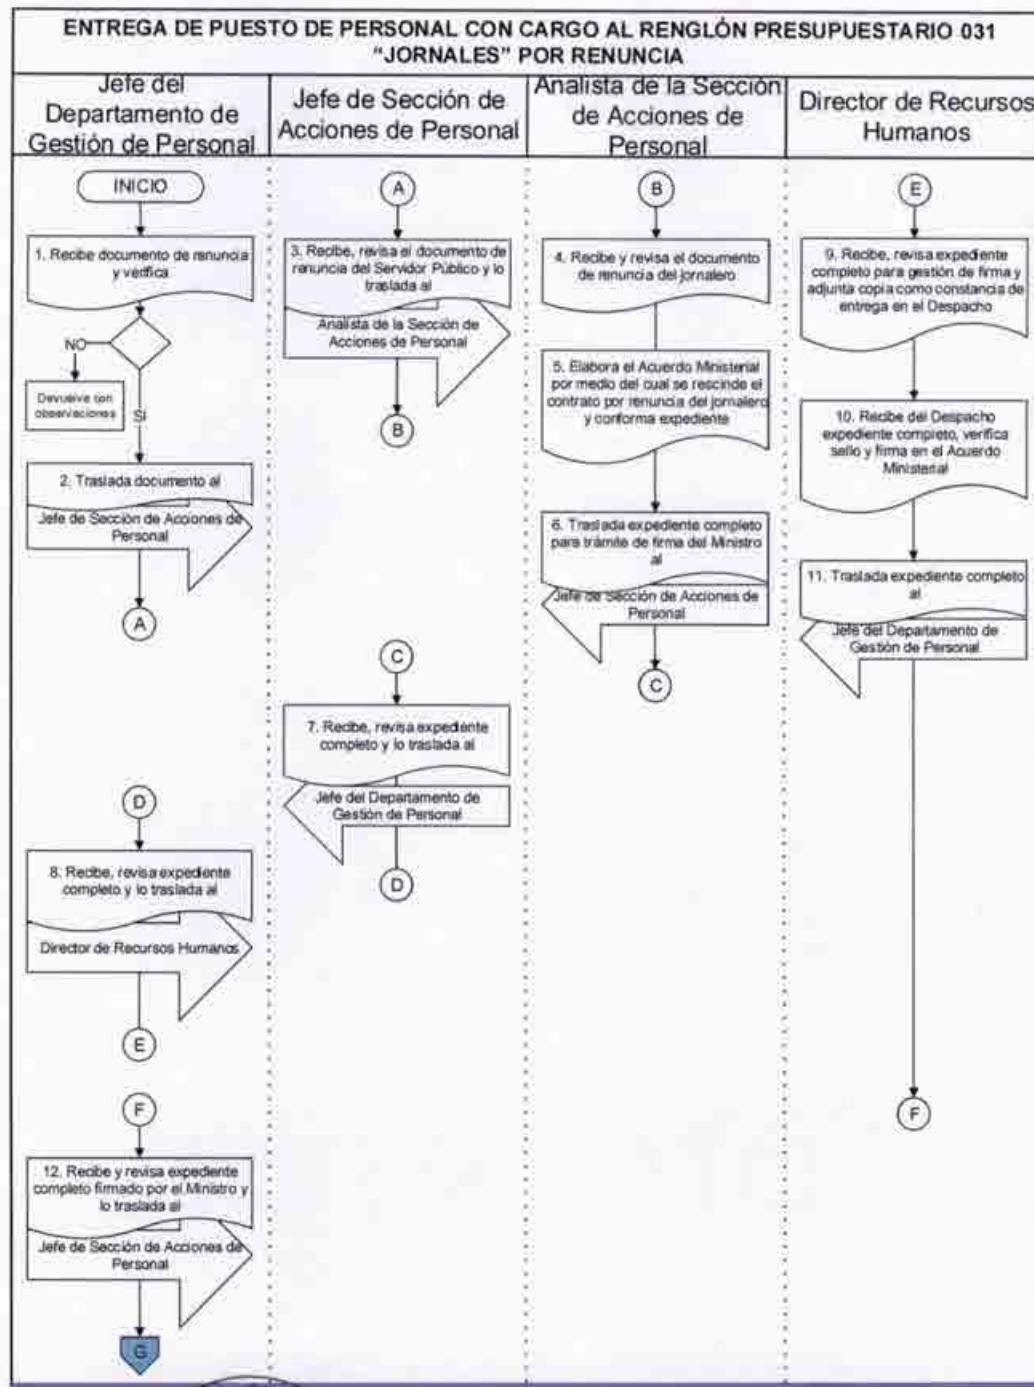 ENTREGA DE PUESTO DE PERSONAL CON CARGO AL RENGLÓN PRESUPUESTARIO 031
“JORNALES” POR RENUNCIA
Jefe del
Departamento de
Gestión de Personal
Jefe de Sección de
Acciones de Personal
Analista de la Sección
de Acciones de
Personal
Director de Recursos
Humanos
INICIO
1. Recibe documento de renuncia
y verifica
NO
Devuelve con
observaciones
SI
2. Traslada documento al
Jefe de Sección de Acciones de
Personal
A
D
8. Recibe, revisa expediente
completo y lo traslada al
Director de Recursos Humanos
E
F
12. Recibe y revisa expediente
completo firmado por el Ministro y
lo traslada al
Jefe de Sección de Acciones de
Personal
G
A
3. Recibe, revisa el documento de
renuncia del Servidor Público y lo
traslada al
Analista de la Sección de
Acciones de Personal
B
C
7. Recibe, revisa expediente
completo y lo traslada al
Jefe del Departamento de
Gestión de Personal
D
B
4. Recibe y revisa el documento
de renuncia del jornalero
5. Elabora el Acuerdo Ministerial
por medio del cual se rescinde el
contrato por renuncia del jornalero
y conforma expediente
6. Traslada expediente completo
para trámite de firma del Ministro
al
Jefe de Sección de Acciones de
Personal
C
E
9. Recibe, revisa expediente
completo para gestión de firma y
adjunta copia como constancia de
entrega en el Despacho
10. Recibe del Despacho
expediente completo, verifica
sello y firma en el Acuerdo
Ministerial
11. Traslada expediente completo
al
Jefe del Departamento de
Gestión de Personal
F